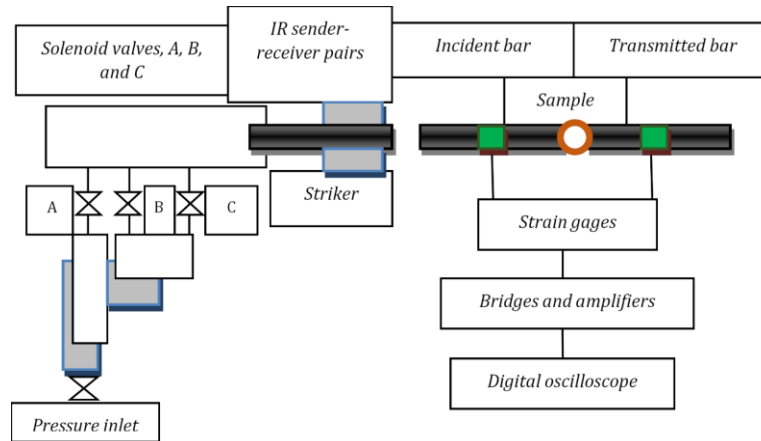 Solenoid valves, A, B,
and C
IR sender-
receiver pairs
Incident bar
Transmitted bar
Sample
A
B
C
Striker
Strain gages
Bridges and amplifiers
Digital oscilloscope
Pressure inlet